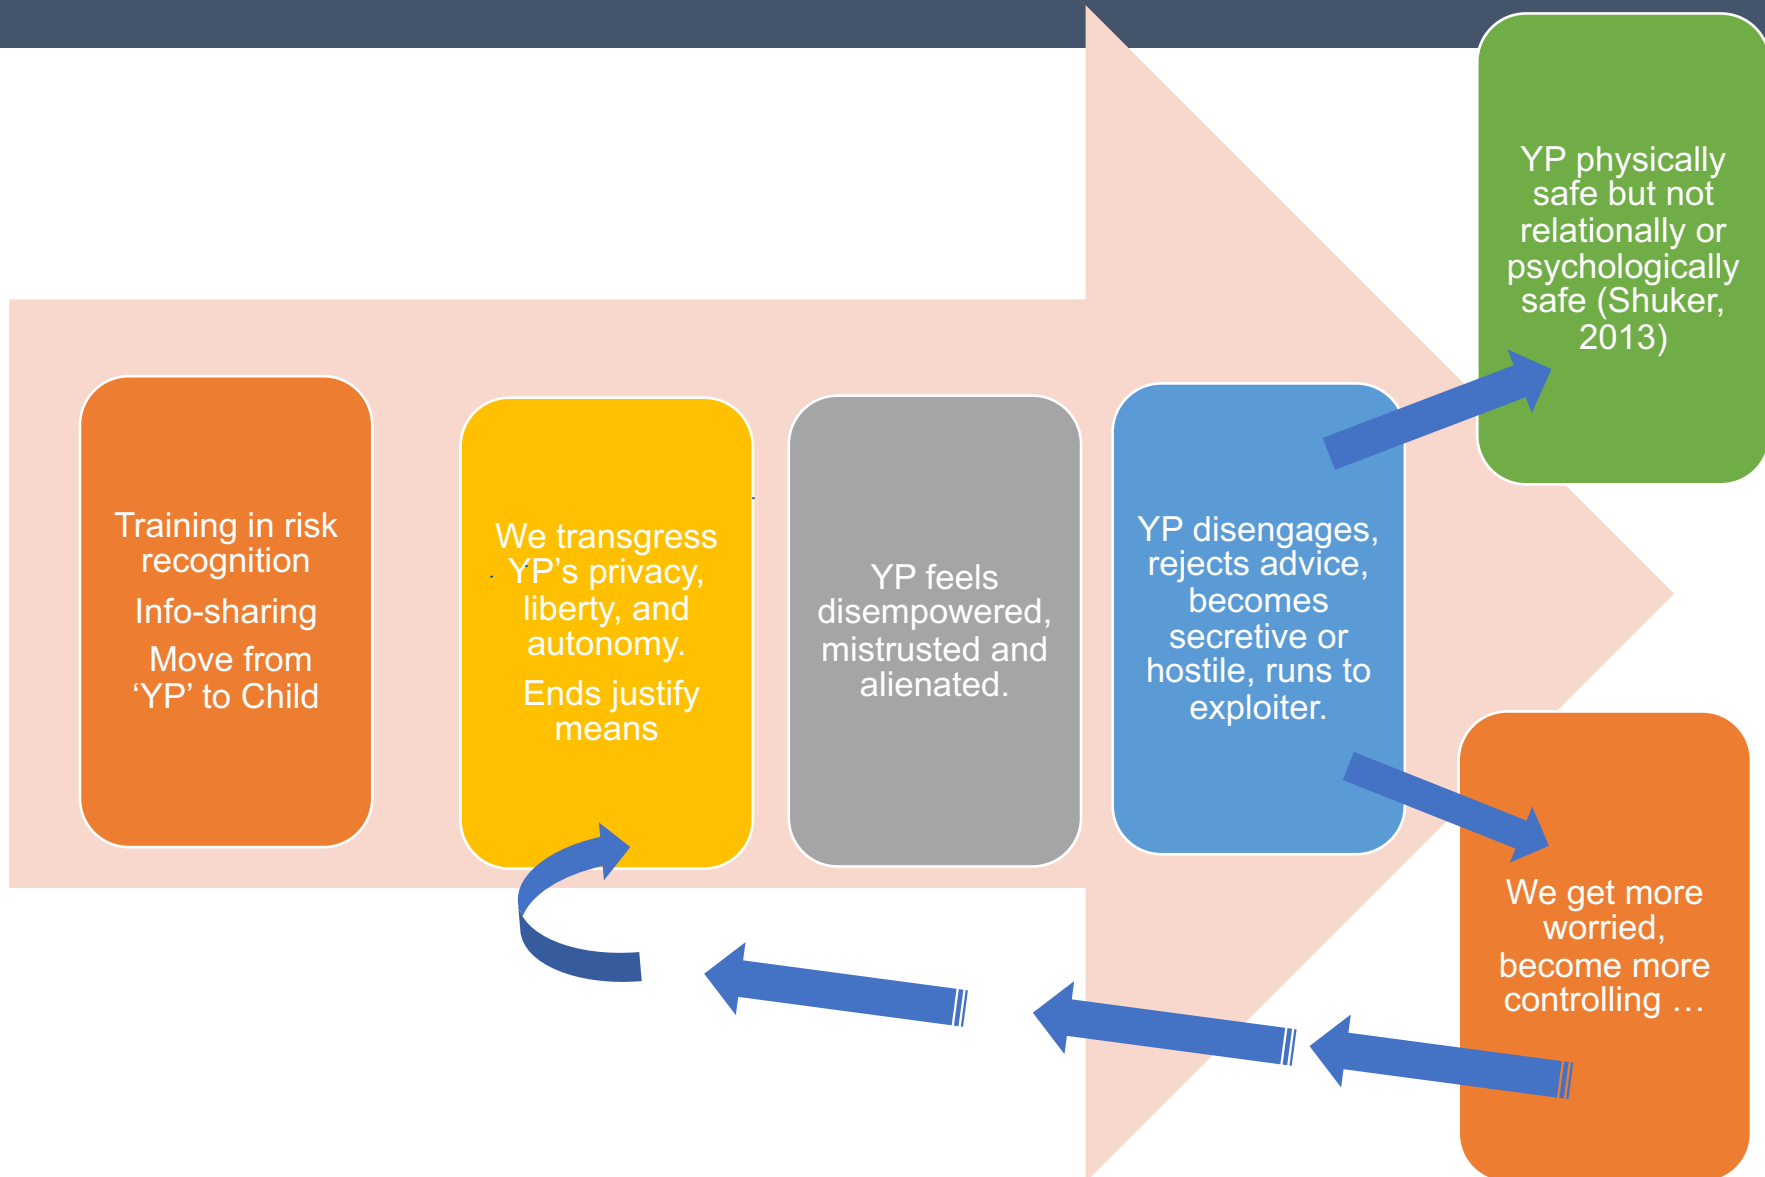 Training in risk
recognition
Info-sharing
Move from
‘YP’ to Child
We transgress
YP’s privacy,
liberty, and
autonomy.
Ends justify
means
YP feels
disempowered,
mistrusted and
alienated.
YP disengages,
rejects advice,
becomes
secretive or
hostile, runs to
exploiter.
YP physically
safe but not
relationally or
psychologically
safe (Shuker,
2013)
We get more
worried,
become more
controlling …